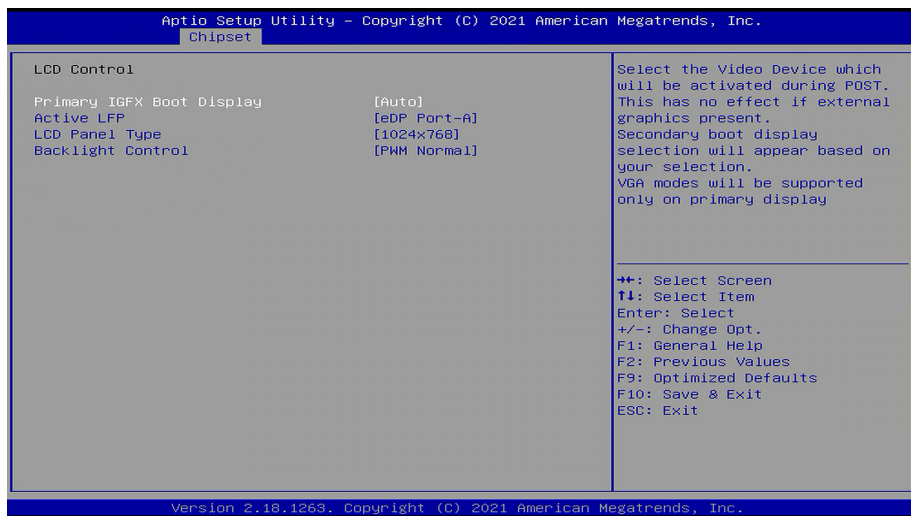 Aptio Setup Utility – Copyright (C) 2021 American Megatrends, Inc.
Chipset
LCD Control
Primary IGFX Boot Display [Auto]
Active LFP [eDP Port-A]
LCD Panel Type [1024x768]
Backlight Control [PWM Normal]
Select the Video Device which
will be activated during POST.
This has no effect if external
graphics present.
Secondary boot display
selection will appear based on
your selection.
VGA modes will be supported
only on primary display
→←: Select Screen
↑↓: Select Item
Enter: Select
+/-: Change Opt.
F1: General Help
F2: Previous Values
F9: Optimized Defaults
F10: Save & Exit
ESC: Exit
Version 2.18.1263. Copyright (C) 2021 American Megatrends, Inc.